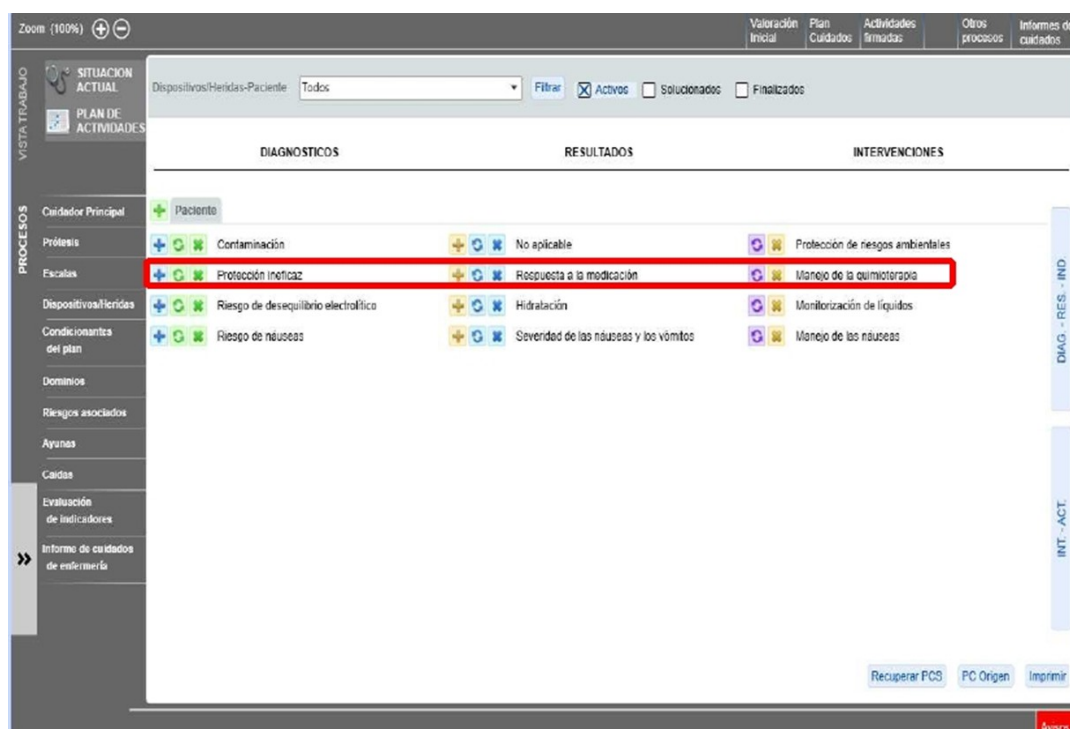 Zoom (100%)
Valoración Inicial
Plan Cuidados
Actividades firmadas
Otros procesos
Informes de cuidados
VISTA TRABAJO
SITUACION ACTUAL
PLAN DE ACTIVIDADES
Dispositivos/Heridas-Paciente Todos Filtrar Activos Solucionados Finalizados
DIAGNOSTICOS RESULTADOS INTERVENCIONES
PROCESOS
Cuidador Principal
Prótesis
Escalas
Dispositivos/Heridas
Condicionantes
del plan
Dominios
Riesgos asociados
Ayunas
Caídas
Evaluación
de indicadores
Informe de cuidados
de enfermería
Paciente
Contaminación No aplicable Protección de riesgos ambientales
Protección ineficaz Respuesta a la medicación Manejo de la quimioterapia
Riesgo de desequilibrio electrolítico Hidratación Monitorización de líquidos
Riesgo de náuseas Severidad de las náuseas y los vómitos Manejo de las náuseas
DIAG. - RES. - IND.
INT. - ACT.
Recuperar PCS PC Origen Imprimir
Avisos